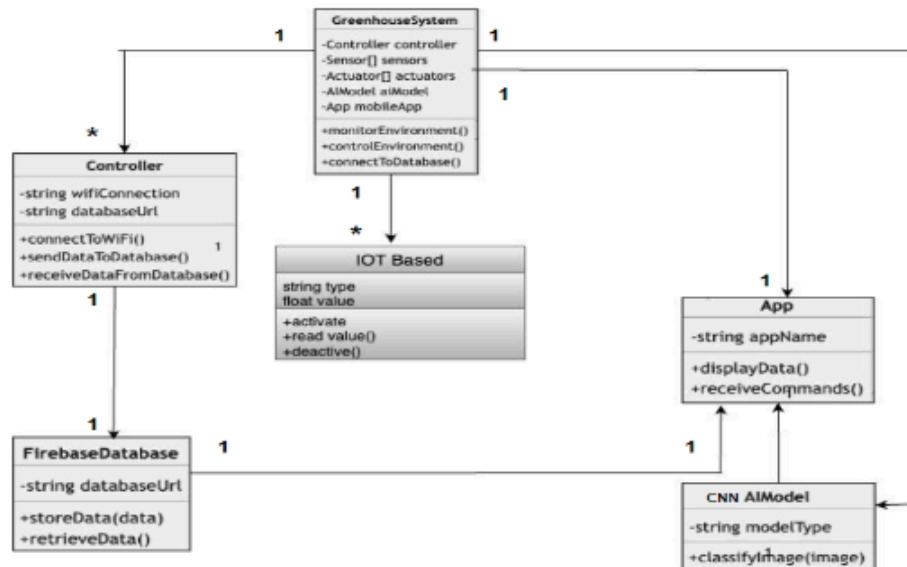 GreenhouseSystem
-Controller controller
-Sensor[] sensors
-Actuator[] actuators
-AIModel aiModel
-App mobileApp
+monitorEnvironment()
+controlEnvironment()
+connectToDatabase()
1
1
1
1
*
Controller
-string wifiConnection
-string databaseUrl
+connectToWiFi()
1
+sendDataToDatabase()
+receiveDataFromDatabase()
1
*
IOT Based
string type
float value
+activate
+read value()
+deactive()
1
App
-string appName
+displayData()
+receiveCommands()
1
1
FirebaseDatabase
-string databaseUrl
+storeData(data)
+retrieveData()
1
1
CNN AIModel
-string modelType
+classifyImage(image)
1